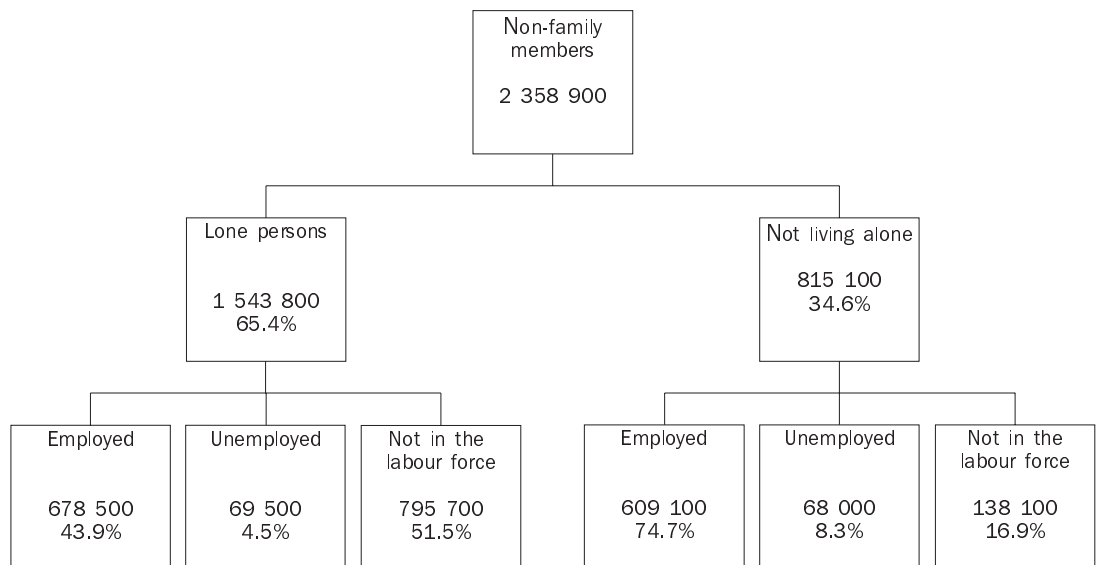 Non-family
members
2 358 900
Lone persons
1 543 800
65.4%
Not living alone
815 100
34.6%
Employed
678 500
43.9%
Unemployed
69 500
4.5%
Not in the
labour force
795 700
51.5%
Employed
609 100
74.7%
Unemployed
68 000
8.3%
Not in the
labour force
138 100
16.9%